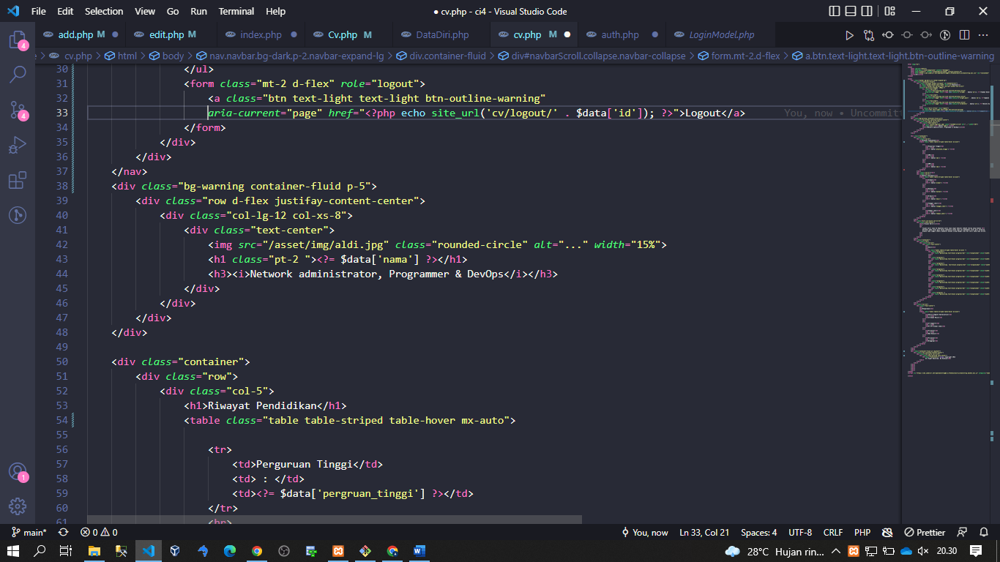 File Edit Selection View Go Run Terminal Help
● cv.php - ci4 - Visual Studio Code
add.php M ● edit.php M index.php ● Cv.php M DataDiri.php cv.php M ● auth.php ● LoginModel.php
e > cv.php > html > body > nav.navbar.bg-dark.p-2.navbar-expand-lg > div.container-fluid > div#navbarScroll.collapse.navbar-collapse > form.mt-2.d-flex > a.btn.text-light.text-light.btn-outline-warning
30 </ul>
31 <form class="mt-2 d-flex" role="logout">
32 <a class="btn text-light text-light btn-outline-warning"
33 aria-current="page" href="<?php echo site_url('cv/logout/' . $data['id']); ?>">Logout</a> You, now • Uncommitt
34 </form>
35 </div>
36 </div>
37 </nav>
38 <div class="bg-warning container-fluid p-5">
39 <div class="row d-flex justifay-content-center">
40 <div class="col-lg-12 col-xs-8">
41 <div class="text-center">
42 <img src="/asset/img/aldi.jpg" class="rounded-circle" alt="..." width="15%">
43 <h1 class="pt-2 "><?= $data['nama'] ?></h1>
44 <h3><i>Network administrator, Programmer & DevOps</i></h3>
45 </div>
46 </div>
47 </div>
48 </div>
49
50 <div class="container">
51 <div class="row">
52 <div class="col-5">
53 <h1>Riwayat Pendidikan</h1>
54 <table class="table table-striped table-hover mx-auto">
55
56 <tr>
57 <td>Perguruan Tinggi</td>
58 <td> : </td>
59 <td><?= $data['pergruan_tinggi'] ?></td>
60 </tr>
61 <hr>
4
4
1
main* 0 0 You, now Ln 33, Col 21 Spaces: 4 UTF-8 CRLF PHP Prettier
28°C Hujan rin... 20.30